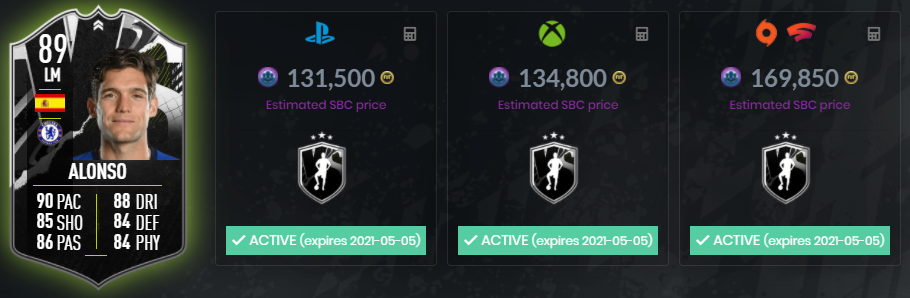 89
LM
ALONSO
90 PAC 88 DRI
85 SHO 84 DEF
86 PAS 84 PHY
131,500
Estimated SBC price
ACTIVE (expires 2021-05-05)
134,800
Estimated SBC price
ACTIVE (expires 2021-05-05)
169,850
Estimated SBC price
ACTIVE (expires 2021-05-05)